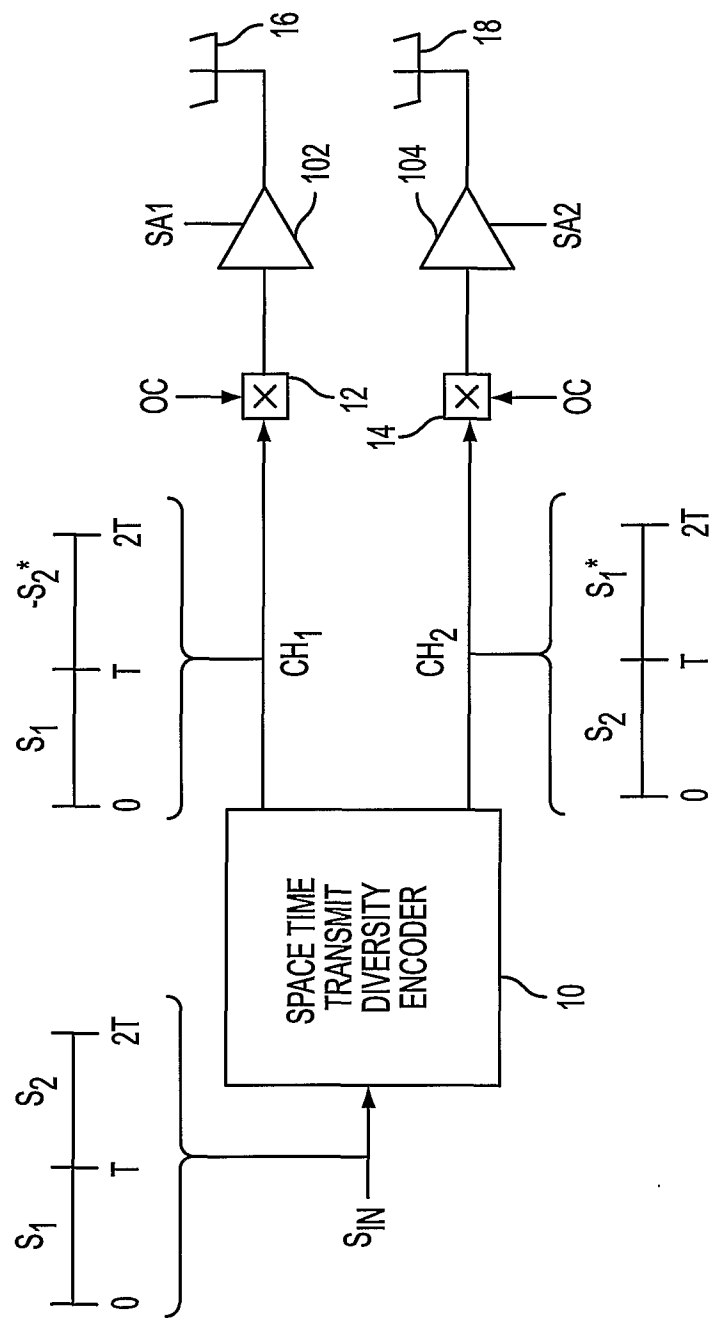 S1 S2
0 T 2T
SIN
SPACE TIME
TRANSMIT
DIVERSITY
ENCODER
10
S1 -S2*
0 T 2T
CH1
CH2
S2 S1*
0 T 2T
OC
12
14
OC
SA1
102
104
SA2
16
18